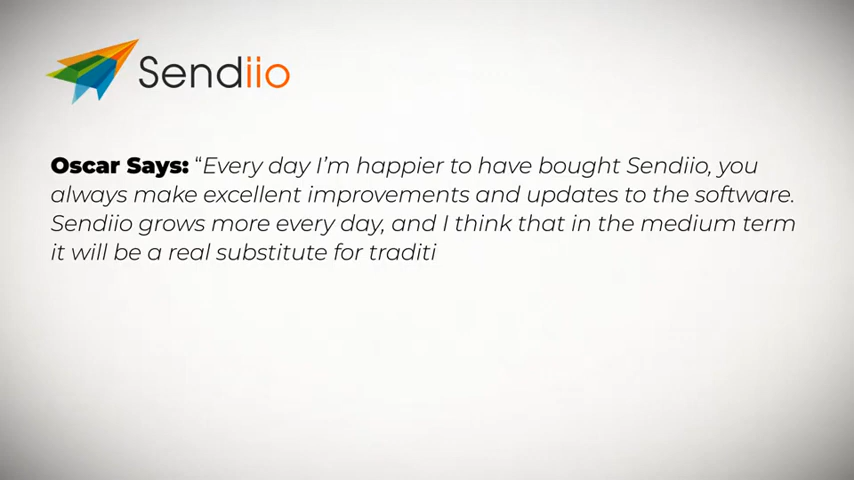 Sendiio
Oscar Says: “Every day I’m happier to have bought Sendiio, you
always make excellent improvements and updates to the software.
Sendiio grows more every day, and I think that in the medium term
it will be a real substitute for traditi